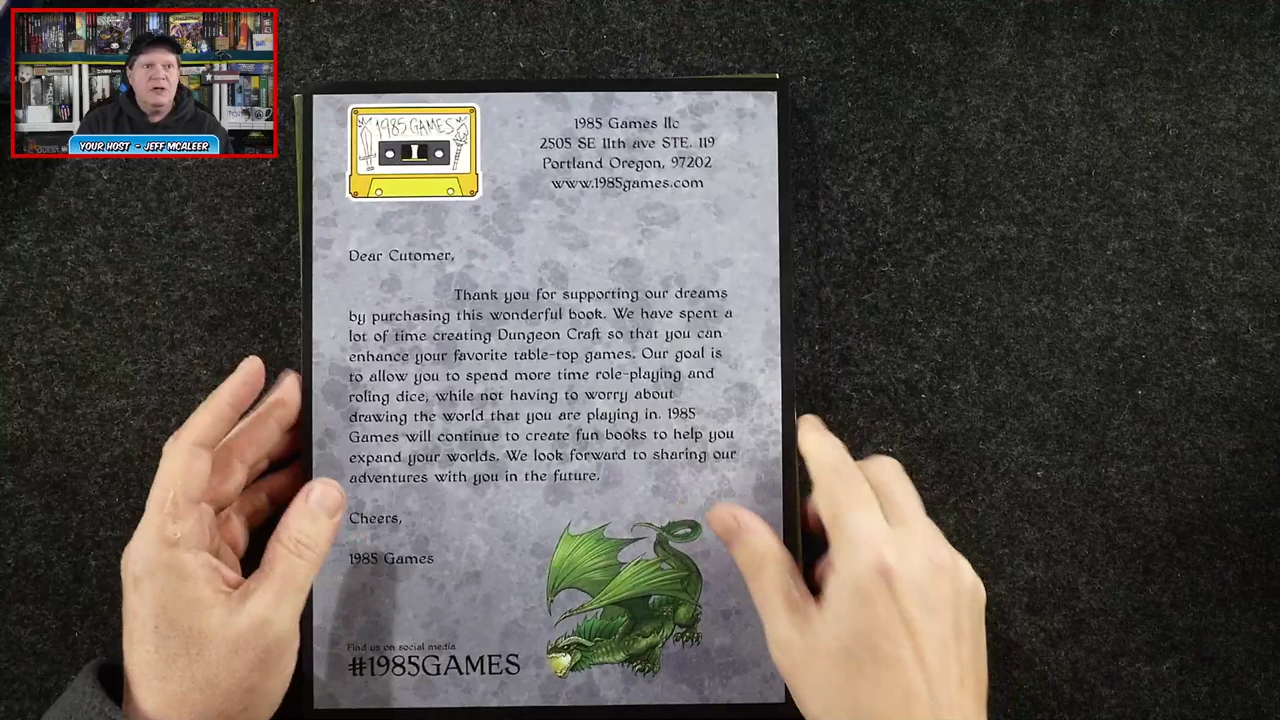 YOUR HOST - JEFF MCALEER
1985 GAMES
1985 Games llc
2505 SE 11th ave STE. 119
Portland Oregon, 97202
www.1985games.com
Dear Cutomer,
Thank you for supporting our dreams
by purchasing this wonderful book. We have spent a
lot of time creating Dungeon Craft so that you can
enhance your favorite table-top games. Our goal is
to allow you to spend more time role-playing and
roling dice, while not having to worry about
drawing the world that you are playing in. 1985
Games will continue to create fun books to help you
expand your worlds. We look forward to sharing our
adventures with you in the future.
Cheers,
1985 Games
Find us on social media
#1985GAMES